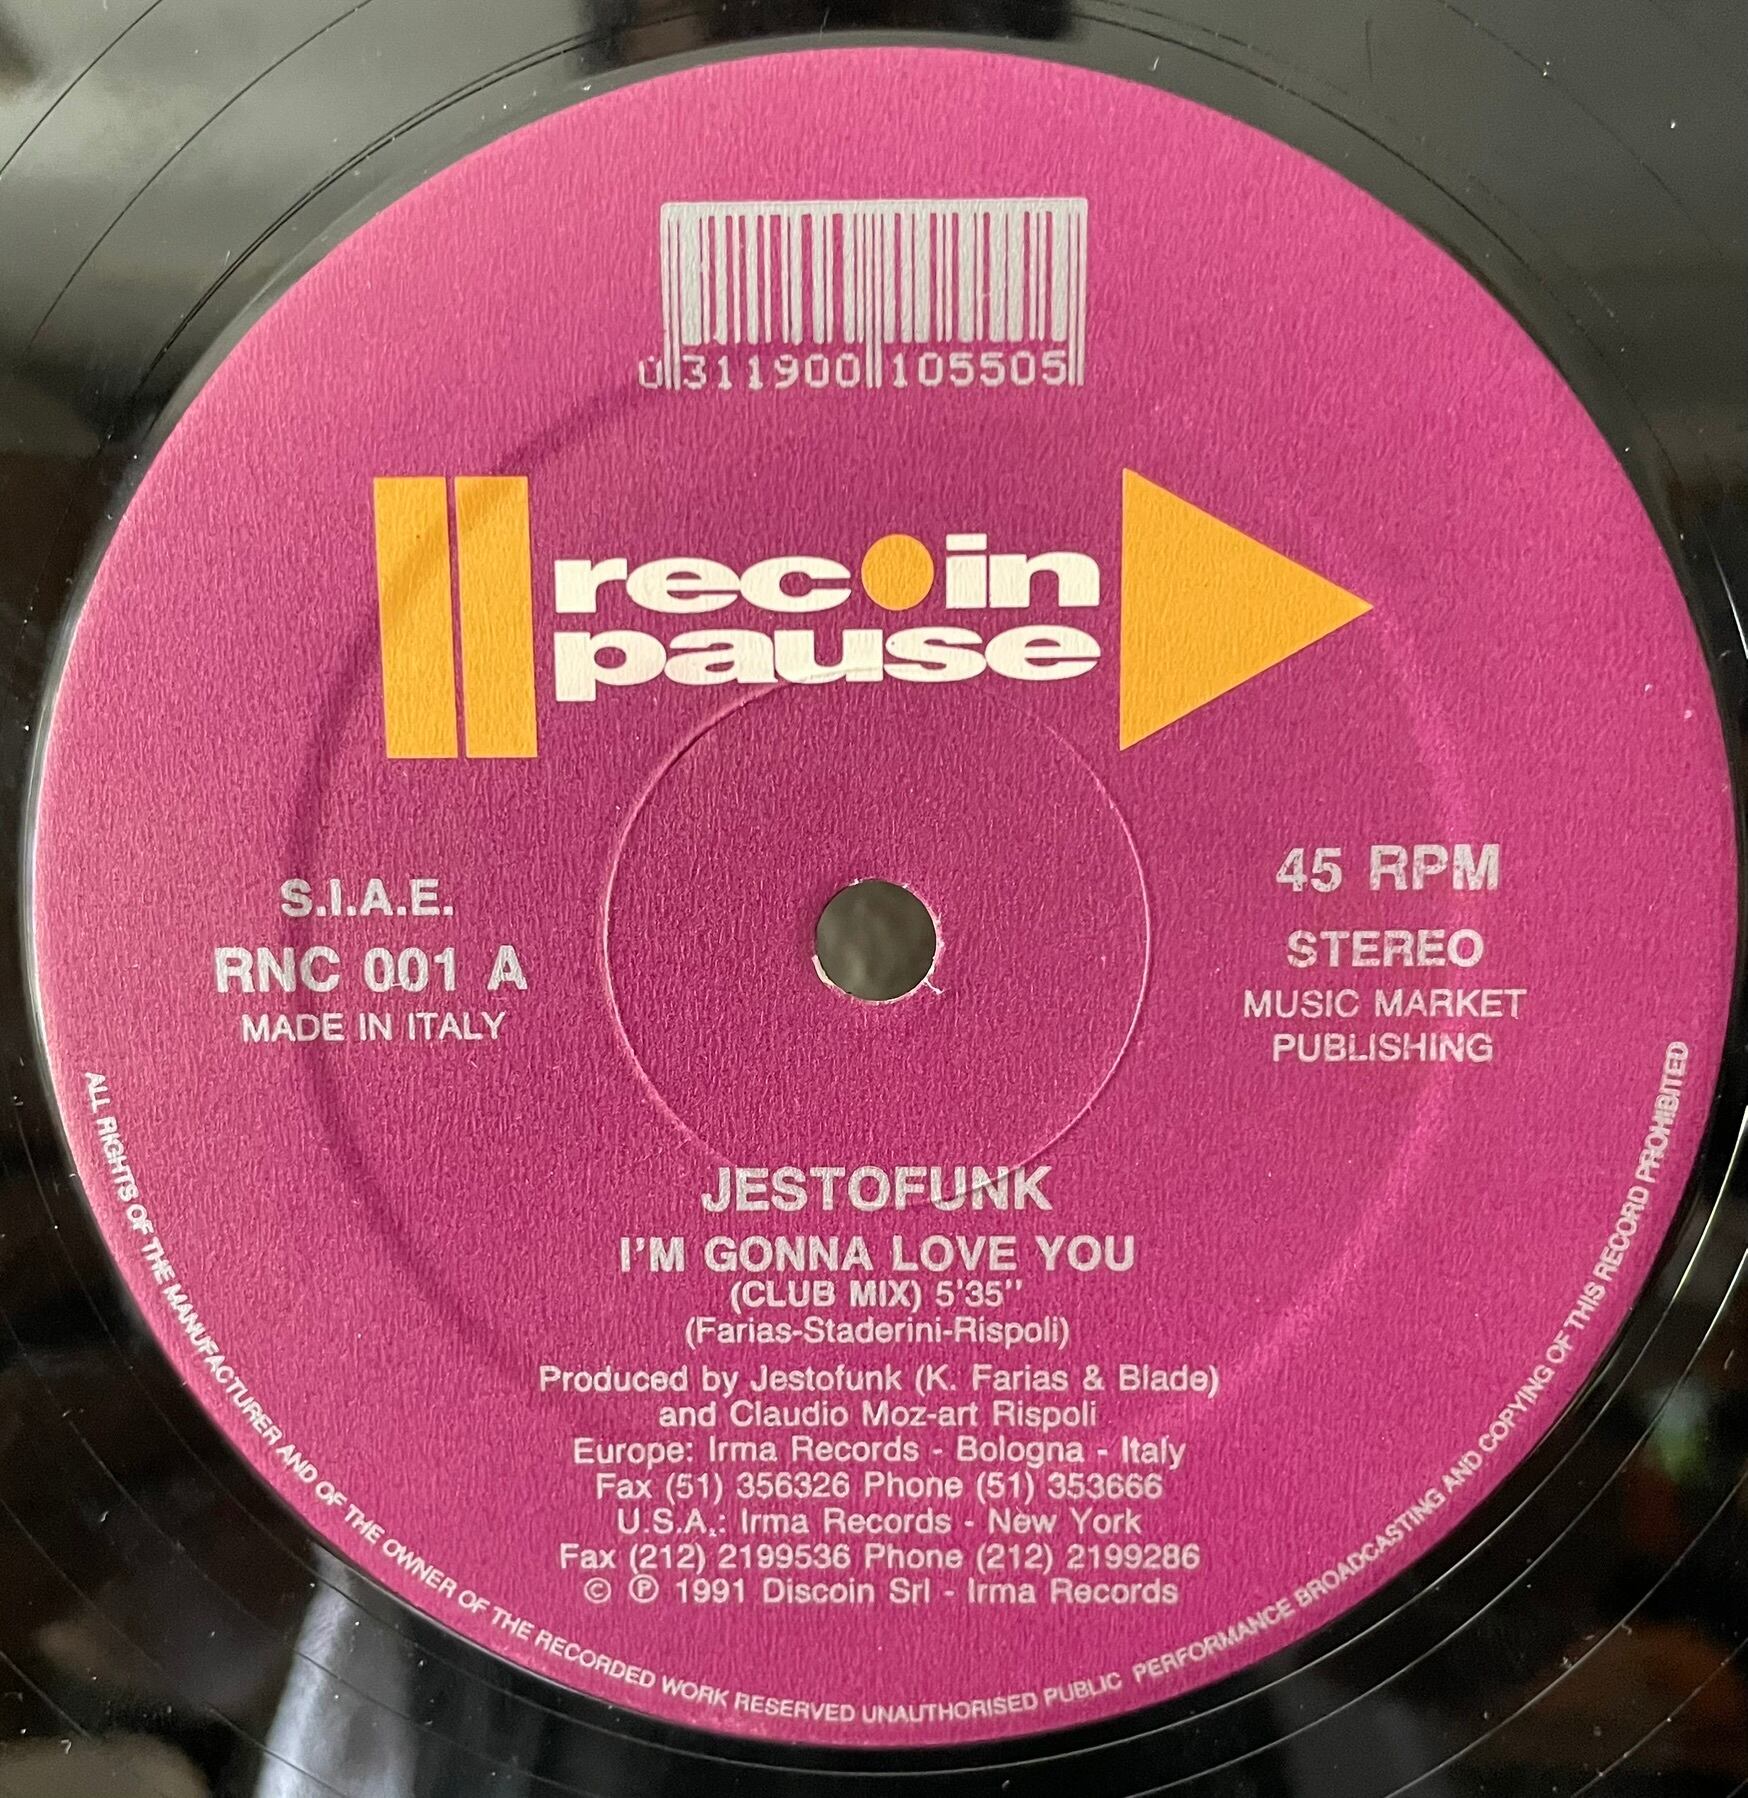 0 311900 105505
rec in
pause
S.I.A.E.
RNC 001 A
MADE IN ITALY
45 RPM
STEREO
MUSIC MARKET
PUBLISHING
JESTOFUNK
I'M GONNA LOVE YOU
(CLUB MIX) 5'35''
(Farias-Staderini-Rispoli)
Produced by Jestofunk (K. Farias & Blade)
and Claudio Moz-art Rispoli
Europe: Irma Records - Bologna - Italy
Fax (51) 356326 Phone (51) 353666
U.S.A.: Irma Records - New York
Fax (212) 2199536 Phone (212) 2199286
© ℗ 1991 Discoin Srl - Irma Records
ALL RIGHTS OF THE MANUFACTURER AND OF THE OWNER OF THE RECORDED WORK RESERVED UNAUTHORISED PUBLIC PERFORMANCE BROADCASTING AND COPYING OF THIS RECORD PROHIBITED